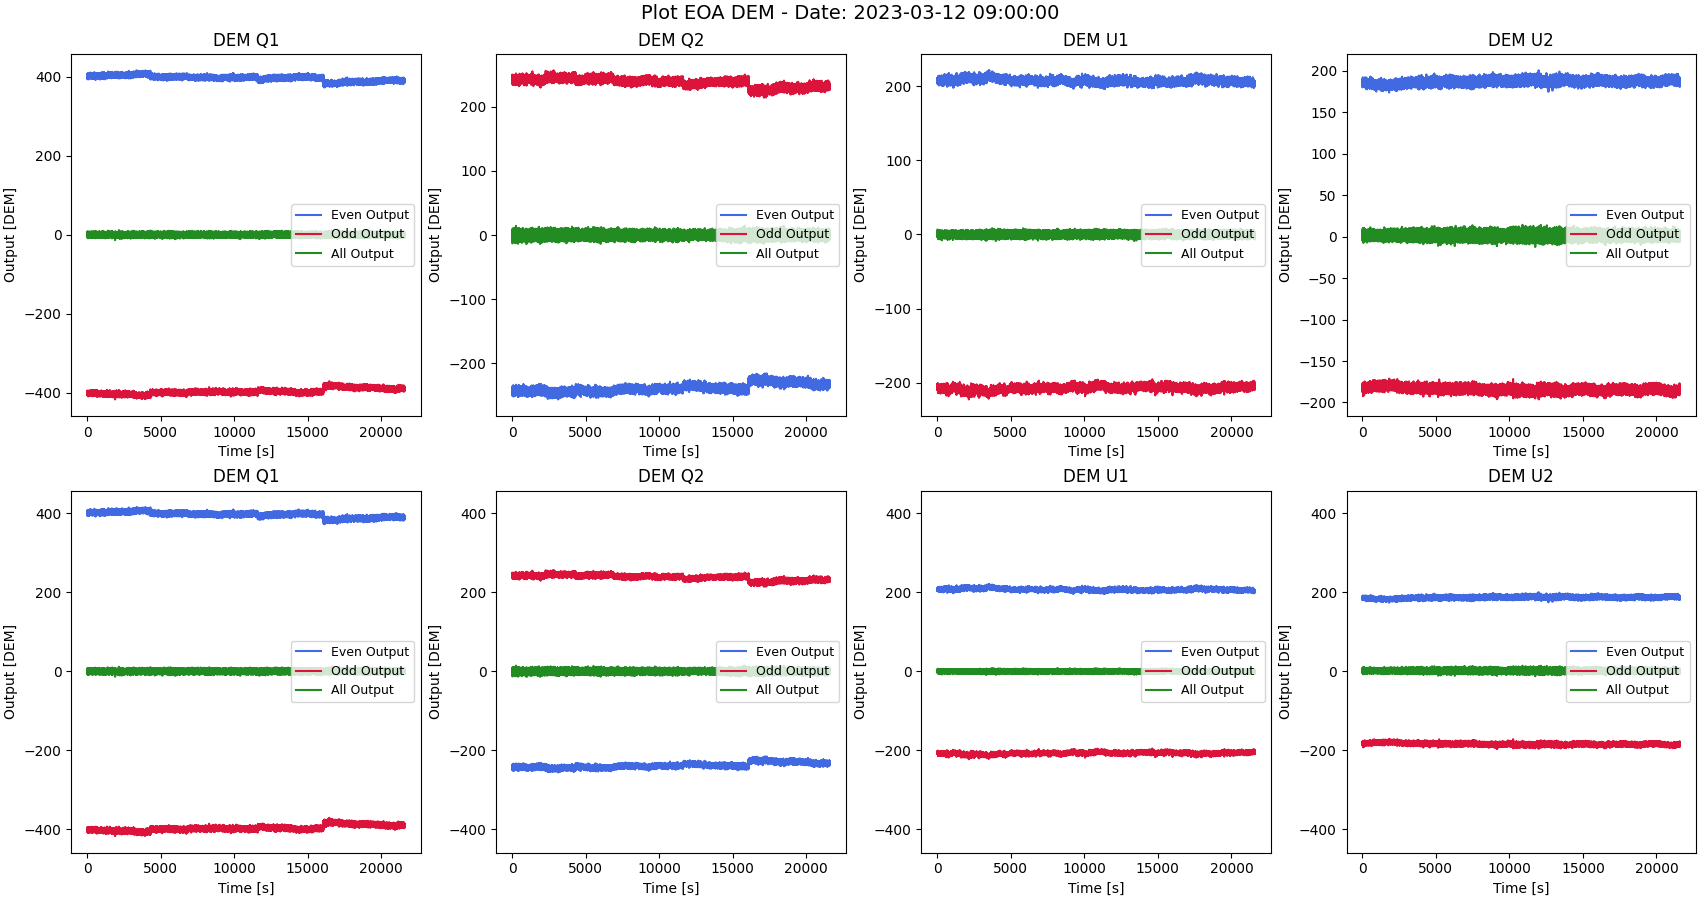 Plot EOA DEM - Date: 2023-03-12 09:00:00
DEM Q1
Output [DEM]
400
200
0
−200
−400
Even Output
Odd Output
All Output
0 5000 10000 15000 20000
Time [s]
DEM Q2
Output [DEM]
200
100
0
−100
−200
Even Output
Odd Output
All Output
0 5000 10000 15000 20000
Time [s]
DEM U1
Output [DEM]
200
100
0
−100
−200
Even Output
Odd Output
All Output
0 5000 10000 15000 20000
Time [s]
DEM U2
Output [DEM]
200
150
100
50
0
−50
−100
−150
−200
Even Output
Odd Output
All Output
0 5000 10000 15000 20000
Time [s]
DEM Q1
Output [DEM]
400
200
0
−200
−400
Even Output
Odd Output
All Output
0 5000 10000 15000 20000
Time [s]
DEM Q2
Output [DEM]
400
200
0
−200
−400
Even Output
Odd Output
All Output
0 5000 10000 15000 20000
Time [s]
DEM U1
Output [DEM]
400
200
0
−200
−400
Even Output
Odd Output
All Output
0 5000 10000 15000 20000
Time [s]
DEM U2
Output [DEM]
400
200
0
−200
−400
Even Output
Odd Output
All Output
0 5000 10000 15000 20000
Time [s]